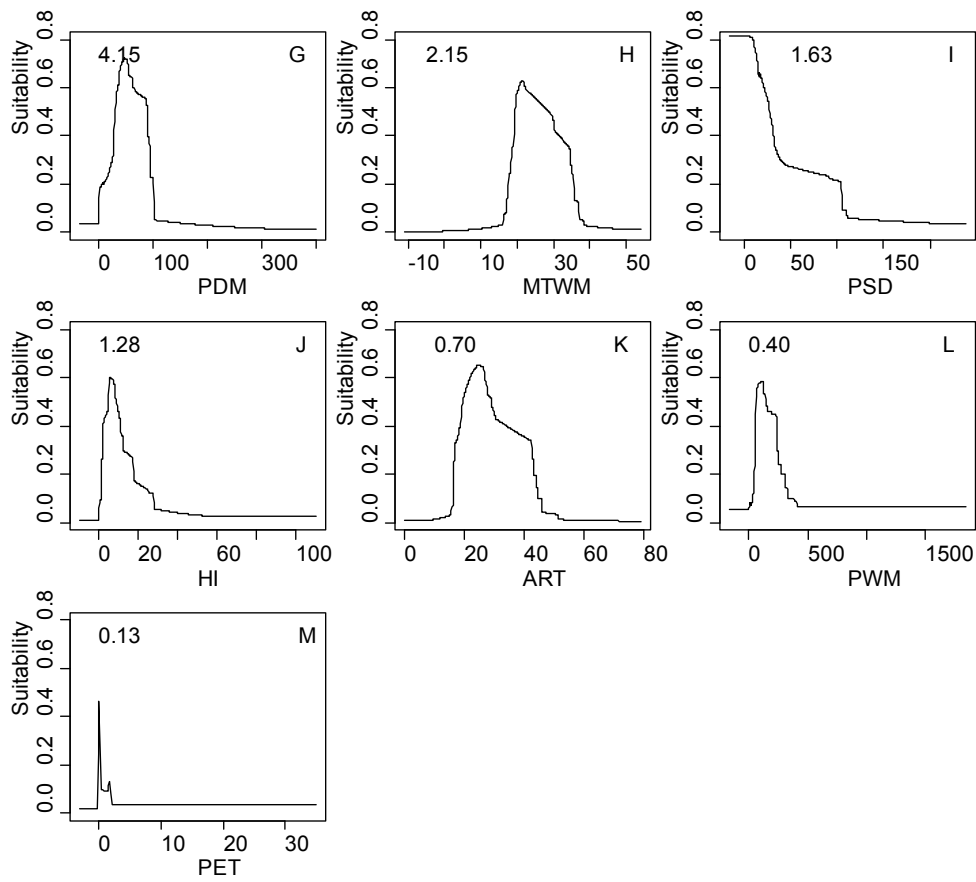 Suitability
0.0 0.2 0.4 0.6 0.8
4.15
G
0 100 300
PDM
Suitability
0.0 0.2 0.4 0.6 0.8
2.15
H
-10 10 30 50
MTWM
Suitability
0.0 0.2 0.4 0.6 0.8
1.63
I
0 50 150
PSD
Suitability
0.0 0.2 0.4 0.6 0.8
1.28
J
0 20 60 100
HI
Suitability
0.0 0.2 0.4 0.6 0.8
0.70
K
0 20 40 60 80
ART
Suitability
0.0 0.2 0.4 0.6 0.8
0.40
L
0 500 1500
PWM
Suitability
0.0 0.2 0.4 0.6 0.8
0.13
M
0 10 20 30
PET